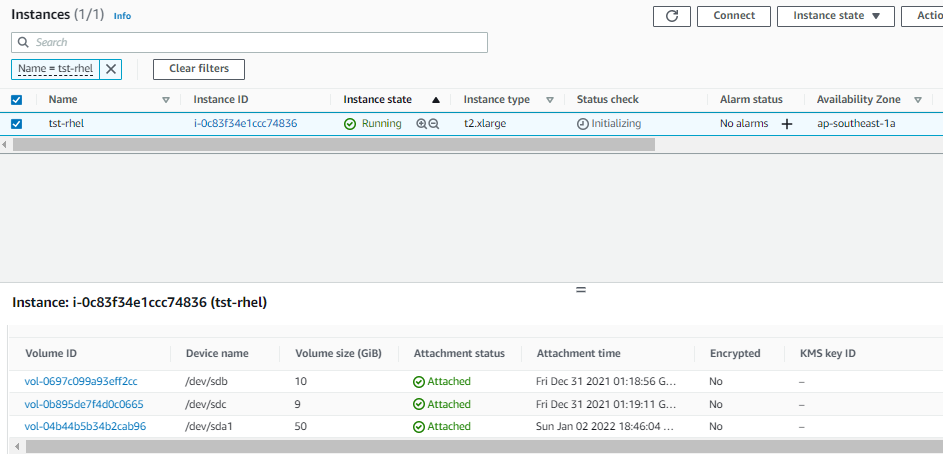 Instances (1/1) Info
Connect Instance state Actio
Search
Name = tst-rhel Clear filters
Name Instance ID Instance state Instance type Status check Alarm status Availability Zone
tst-rhel i-0c83f34e1ccc74836 Running t2.xlarge Initializing No alarms + ap-southeast-1a
Instance: i-0c83f34e1ccc74836 (tst-rhel)
Volume ID Device name Volume size (GiB) Attachment status Attachment time Encrypted KMS key ID
vol-0697c099a93eff2cc /dev/sdb 10 Attached Fri Dec 31 2021 01:18:56 G... No –
vol-0b895de7f4d0c0665 /dev/sdc 9 Attached Fri Dec 31 2021 01:19:11 G... No –
vol-04b44b5b34b2cab96 /dev/sda1 50 Attached Sun Jan 02 2022 18:46:04 ... No –